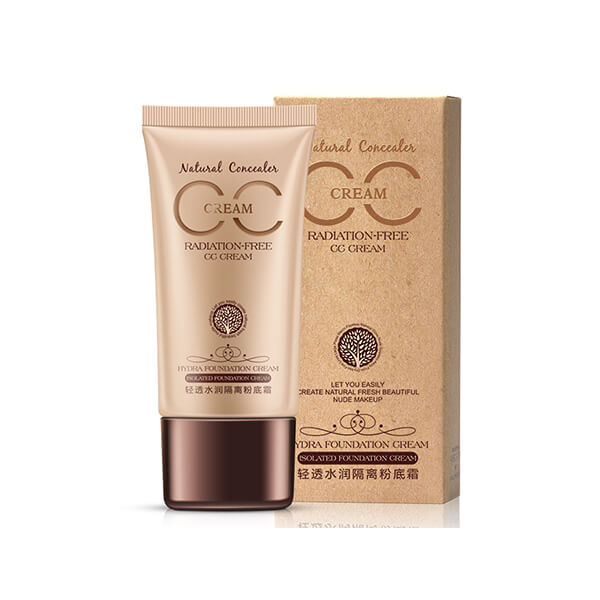 Natural Concealer
CC
CREAM
RADIATION-FREE
CC CREAM
HYDRA FOUNDATION CREAM
ISOLATED FOUNDATION CREAM
轻透水润隔离粉底霜
Natural Concealer
CC
CREAM
RADIATION-FREE
CC CREAM
LET YOU EASILY
CREATE NATURAL FRESH BEAUTIFUL
NUDE MAKEUP
HYDRA FOUNDATION CREAM
ISOLATED FOUNDATION CREAM
轻透水润隔离粉底霜